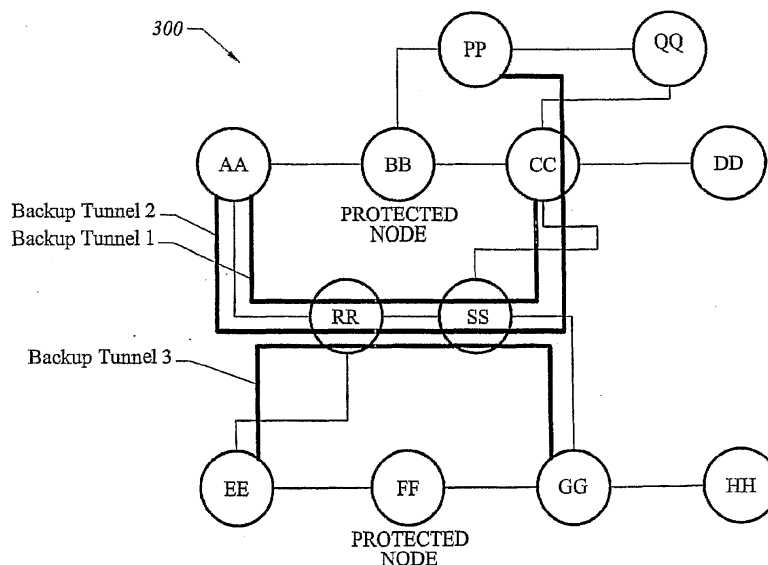 300
PP
QQ
AA
BB
CC
DD
PROTECTED
NODE
Backup Tunnel 2
Backup Tunnel 1
RR
SS
Backup Tunnel 3
EE
FF
GG
HH
PROTECTED
NODE